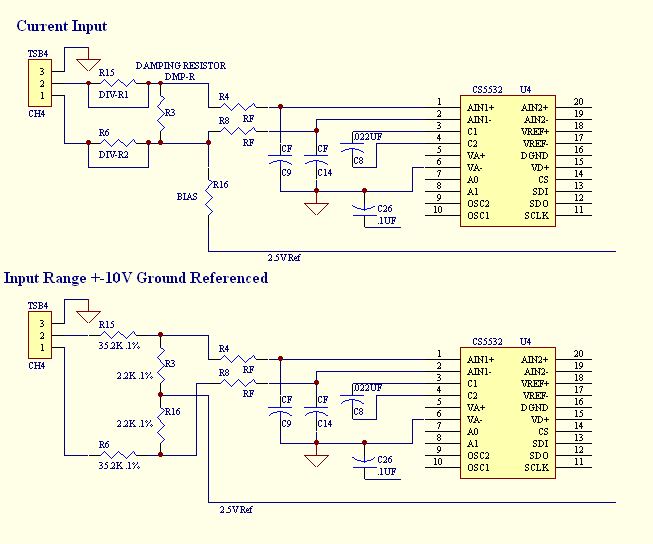 Current Input
TSB4
3
2
1
CH4
R15
DIV-R1
DAMPING RESISTOR
DMP-R
R3
R6
DIV-R2
R4
RF
R8
RF
R16
BIAS
CF
C9
CF
C14
.022UF
C8
C26
.1UF
2.5V Ref
CS5532 U4
1 AIN1+ AIN2+ 20
2 AIN1- AIN2- 19
3 C1 VREF+ 18
4 C2 VREF- 17
5 VA+ DGND 16
6 VA- VD+ 15
7 A0 CS 14
8 A1 SDI 13
9 OSC2 SDO 12
10 OSC1 SCLK 11
Input Range +-10V Ground Referenced
TSB4
3
2
1
CH4
R15
35.2K .1%
R3
2.2K .1%
R16
2.2K .1%
R6
35.2K .1%
R4
RF
R8
RF
CF
C9
CF
C14
.022UF
C8
C26
.1UF
2.5V Ref
CS5532 U4
1 AIN1+ AIN2+ 20
2 AIN1- AIN2- 19
3 C1 VREF+ 18
4 C2 VREF- 17
5 VA+ DGND 16
6 VA- VD+ 15
7 A0 CS 14
8 A1 SDI 13
9 OSC2 SDO 12
10 OSC1 SCLK 11